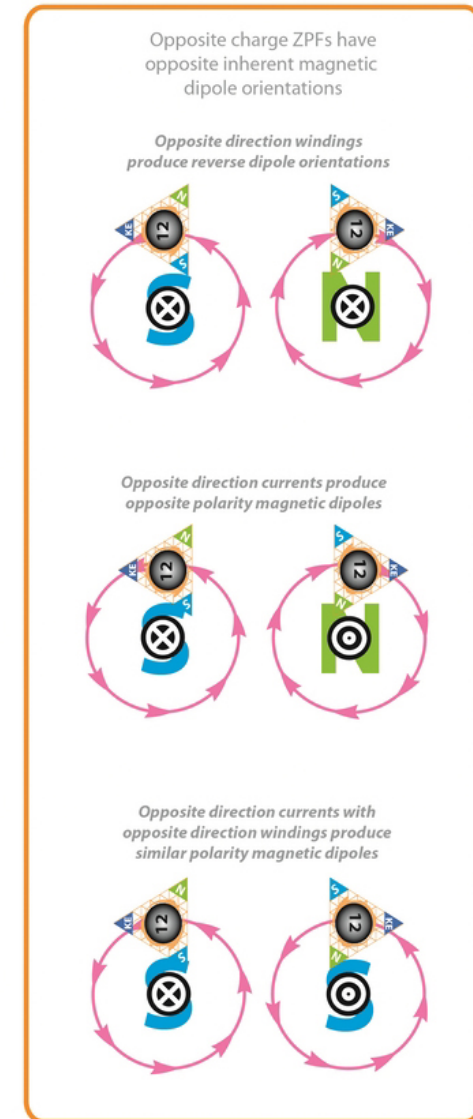 Opposite charge ZPFs have
opposite inherent magnetic
dipole orientations
Opposite direction windings
produce reverse dipole orientations
N
KE
12
S
S
S
12
KE
N
N
Opposite direction currents produce
opposite polarity magnetic dipoles
N
KE
12
S
S
S
12
KE
N
N
Opposite direction currents with
opposite direction windings produce
similar polarity magnetic dipoles
N
KE
12
S
S
S
12
KE
N
S